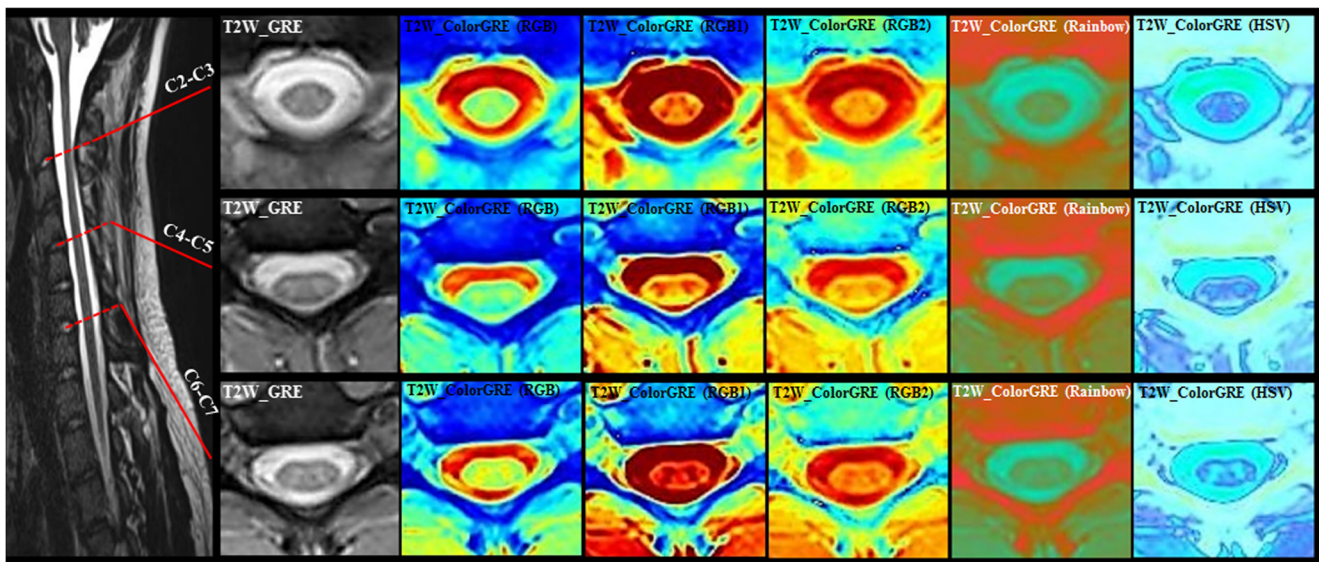 C2-C3
C4-C5
C6-C7
T2W_GRE
T2W_ColorGRE (RGB)
T2W_ColorGRE (RGB1)
T2W_ColorGRE (RGB2)
T2W_ColorGRE (Rainbow)
T2W_ColorGRE (HSV)
T2W_GRE
T2W_ColorGRE (RGB)
T2W_ColorGRE (RGB1)
T2W_ColorGRE (RGB2)
T2W_ColorGRE (Rainbow)
T2W_ColorGRE (HSV)
T2W_GRE
T2W_ColorGRE (RGB)
T2W_ColorGRE (RGB1)
T2W_ColorGRE (RGB2)
T2W_ColorGRE (Rainbow)
T2W_ColorGRE (HSV)